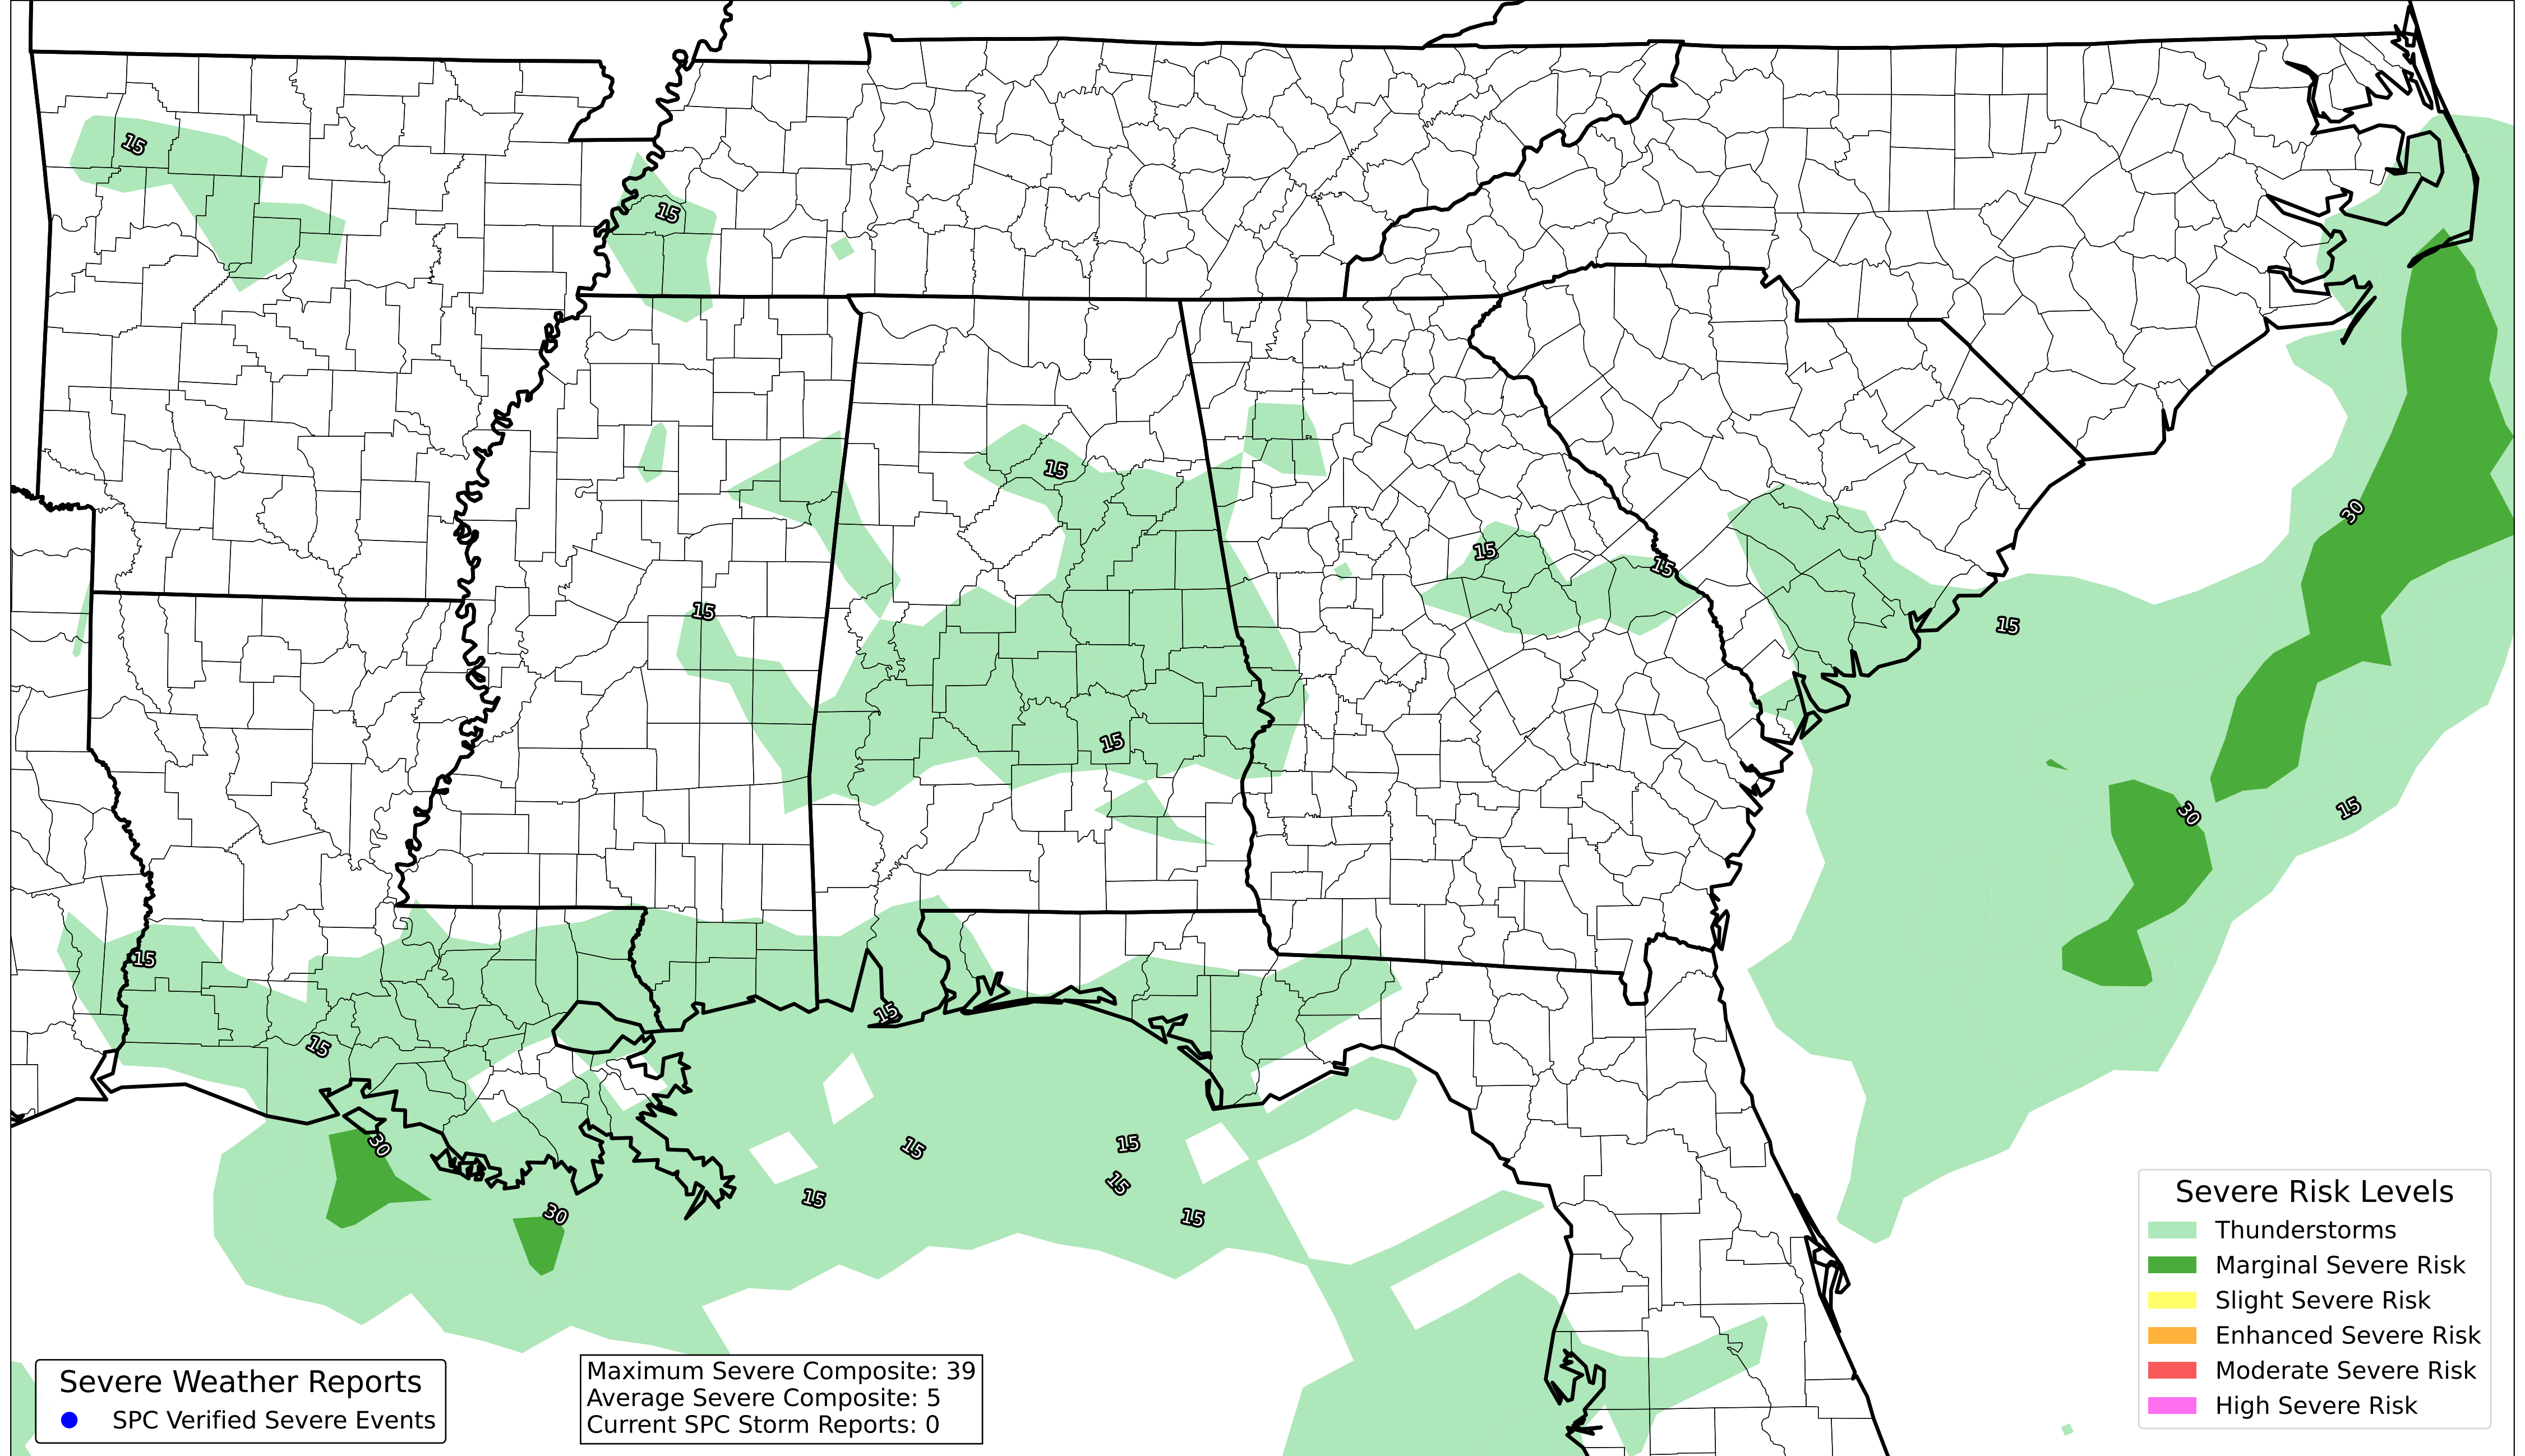 15
15
15
15
15
15
30
15
15
15
30
15
15
15
15
30
15
15
15
15
30
15
Severe Risk Levels
Thunderstorms
Marginal Severe Risk
Slight Severe Risk
Enhanced Severe Risk
Moderate Severe Risk
High Severe Risk
Severe Weather Reports
SPC Verified Severe Events
Maximum Severe Composite: 39
Average Severe Composite: 5
Current SPC Storm Reports: 0